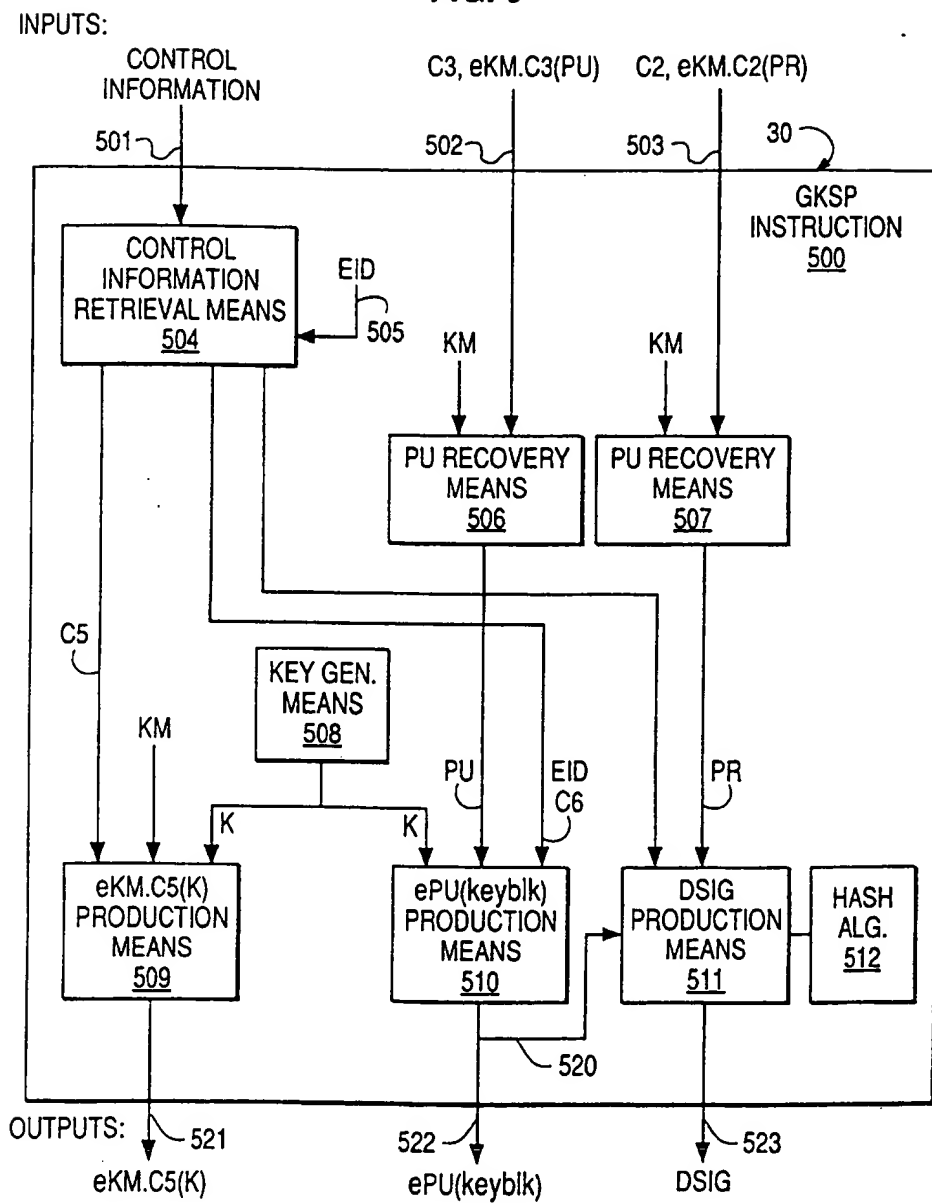 INPUTS:
CONTROL
INFORMATION
C3, eKM.C3(PU)
C2, eKM.C2(PR)
501
502
503
30
GKSP
INSTRUCTION
500
CONTROL
INFORMATION
RETRIEVAL MEANS
504
EID
505
KM
KM
PU RECOVERY
MEANS
506
PU RECOVERY
MEANS
507
C5
KEY GEN.
MEANS
508
KM
PU
EID
C6
PR
K
K
eKM.C5(K)
PRODUCTION
MEANS
509
ePU(keyblk)
PRODUCTION
MEANS
510
DSIG
PRODUCTION
MEANS
511
HASH
ALG.
512
520
OUTPUTS:
521
522
523
eKM.C5(K)
ePU(keyblk)
DSIG